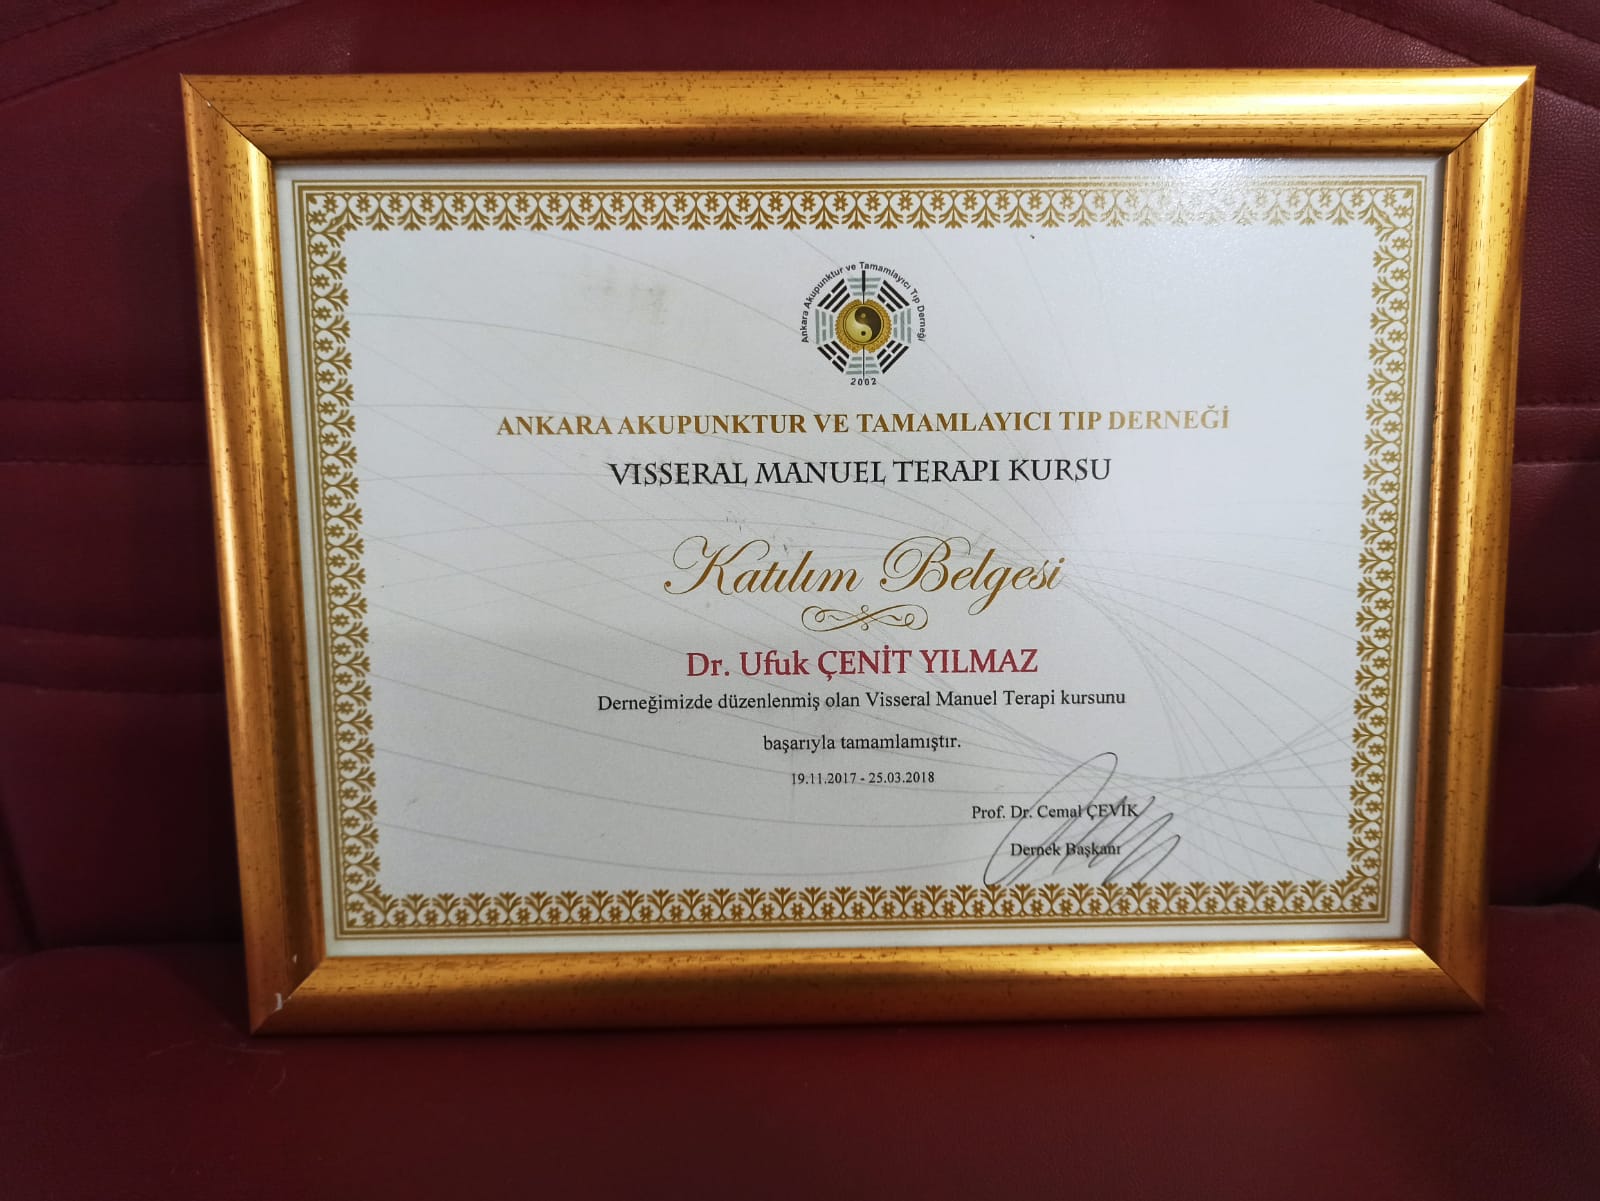 Ankara Akupunktur ve Tamamlayıcı Tıp Derneği
2002
ANKARA AKUPUNKTUR VE TAMAMLAYICI TIP DERNEĞİ
VISSERAL MANUEL TERAPI KURSU
Katılım Belgesi
Dr. Ufuk ÇENİT YILMAZ
Derneğimizde düzenlenmiş olan Visseral Manuel Terapi kursunu
başarıyla tamamlamıştır.
19.11.2017 - 25.03.2018
Prof. Dr. Cemal ÇEVİK
Dernek Başkanı